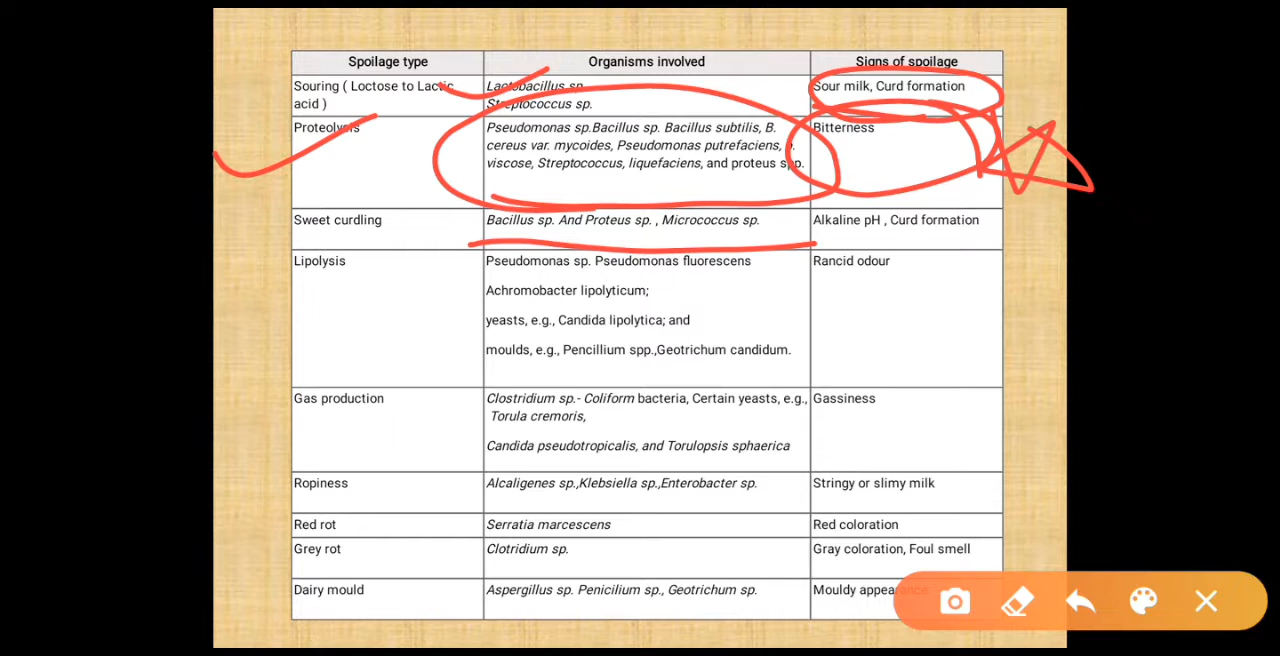 Spoilage type Organisms involved Signs of spoilage
Souring ( Loctose to Lactic acid ) Lactobacillus sp Streptococcus sp. Sour milk, Curd formation
Proteolysis Pseudomonas sp.Bacillus sp. Bacillus subtilis, B. Bitterness
cereus var. mycoides, Pseudomonas putrefaciens,
viscose, Streptococcus, liquefaciens, and proteus spp.
Sweet curdling Bacillus sp. And Proteus sp. , Micrococcus sp. Alkaline pH , Curd formation
Lipolysis Pseudomonas sp. Pseudomonas fluorescens Rancid odour
Achromobacter lipolyticum;
yeasts, e.g., Candida lipolytica; and
moulds, e.g., Pencillium spp.,Geotrichum candidum.
Gas production Clostridium sp.- Coliform bacteria, Certain yeasts, e.g., Gassiness
Torula cremoris,
Candida pseudotropicalis, and Torulopsis sphaerica
Ropiness Alcaligenes sp.,Klebsiella sp.,Enterobacter sp. Stringy or slimy milk
Red rot Serratia marcescens Red coloration
Grey rot Clotridium sp. Gray coloration, Foul smell
Dairy mould Aspergillus sp. Penicilium sp., Geotrichum sp. Mouldy appearance